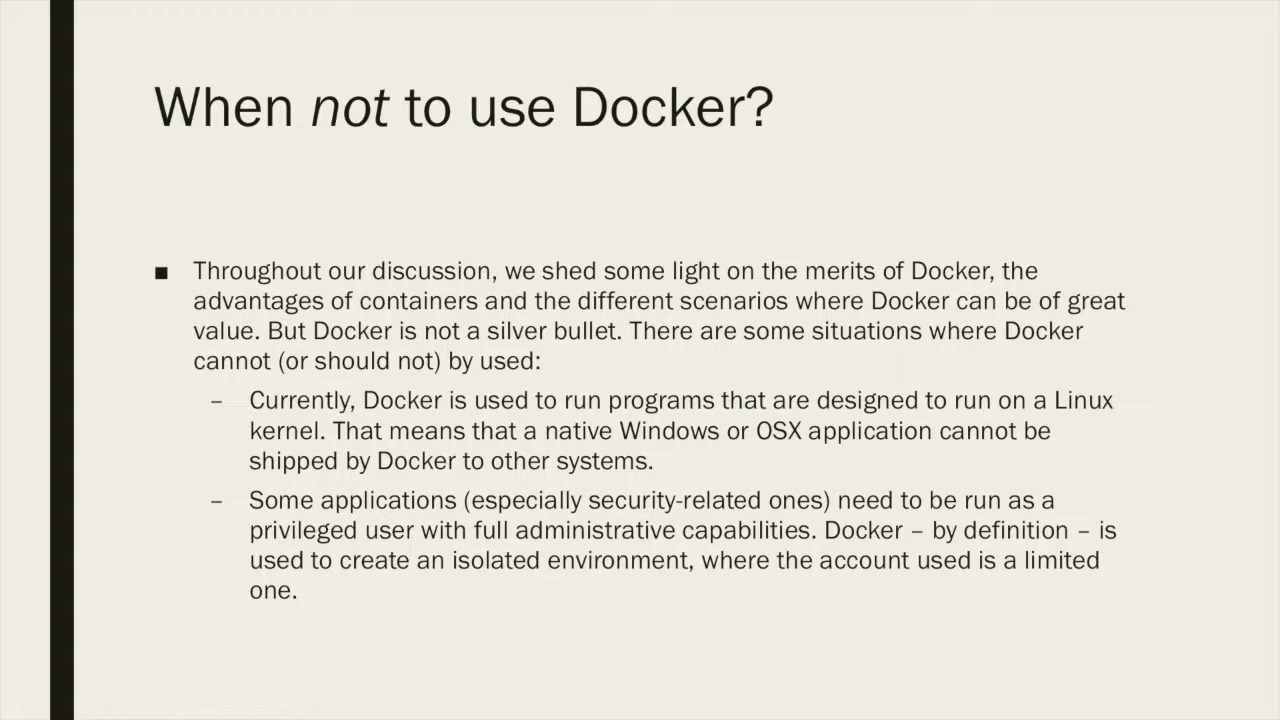 When not to use Docker?
■ Throughout our discussion, we shed some light on the merits of Docker, the
advantages of containers and the different scenarios where Docker can be of great
value. But Docker is not a silver bullet. There are some situations where Docker
cannot (or should not) by used:
– Currently, Docker is used to run programs that are designed to run on a Linux
kernel. That means that a native Windows or OSX application cannot be
shipped by Docker to other systems.
– Some applications (especially security-related ones) need to be run as a
privileged user with full administrative capabilities. Docker – by definition – is
used to create an isolated environment, where the account used is a limited
one.